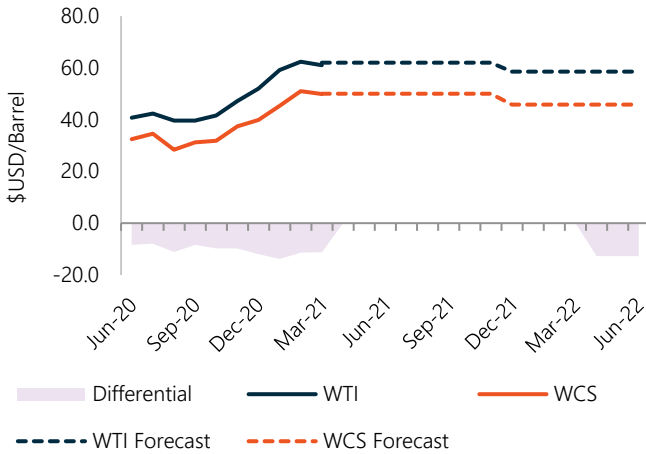 80.0
60.0
40.0
20.0
0.0
-20.0
$USD/Barrel
Jun-20 Sep-20 Dec-20 Mar-21 Jun-21 Sep-21 Dec-21 Mar-22 Jun-22
Differential WTI WCS
WTI Forecast WCS Forecast